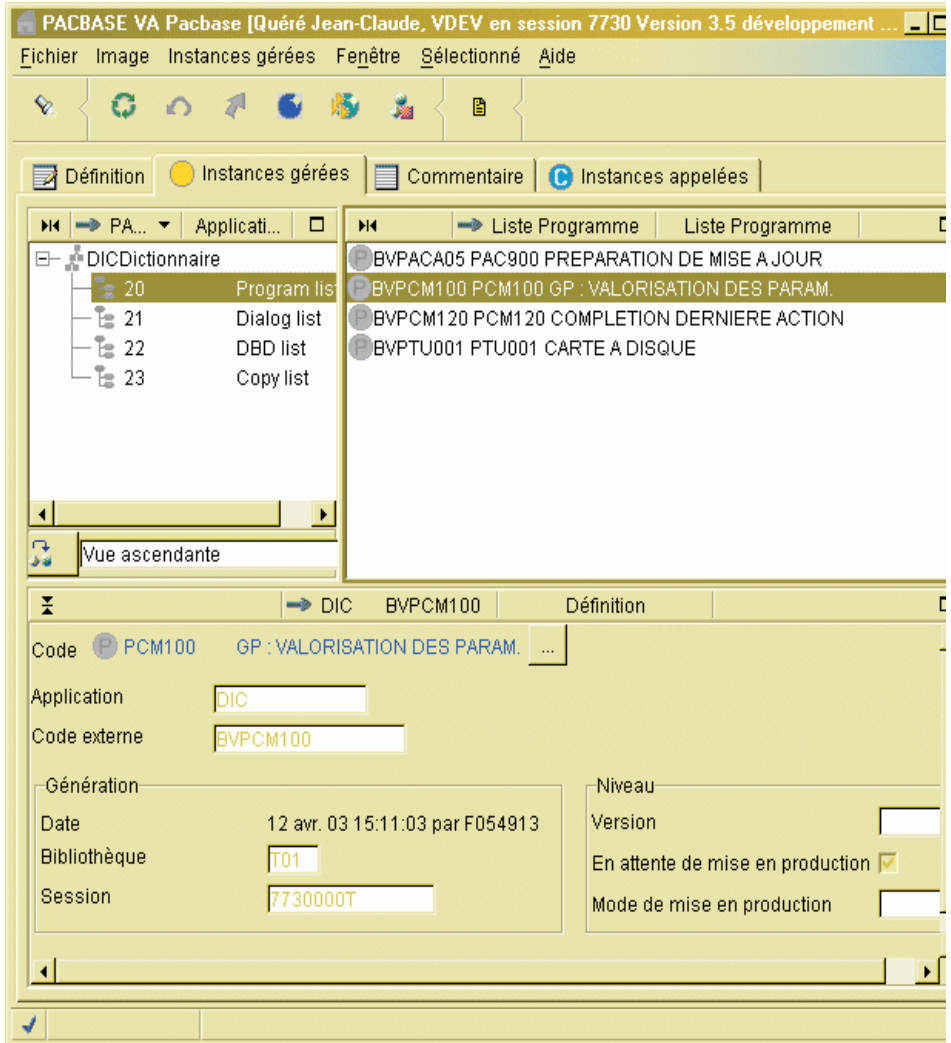 PACBASE VA Pacbase [Quéré Jean-Claude, VDEV en session 7730 Version 3.5 développement ...
Fichier Image Instances gérées Fenêtre Sélectionné Aide
Définition Instances gérées Commentaire Instances appelées
PA... Applicati... Liste Programme Liste Programme
DICDictionnaire
20 Program list
21 Dialog list
22 DBD list
23 Copy list
BVPACA05 PAC900 PREPARATION DE MISE A JOUR
BVPCM100 PCM100 GP : VALORISATION DES PARAM.
BVPCM120 PCM120 COMPLETION DERNIERE ACTION
BVPTU001 PTU001 CARTE A DISQUE
Vue ascendante
DIC BVPCM100 Définition
Code PCM100 GP : VALORISATION DES PARAM. ...
Application DIC
Code externe BVPCM100
Génération
Date 12 avr. 03 15:11:03 par F054913
Bibliothèque T01
Session 7730000T
Niveau
Version
En attente de mise en production
Mode de mise en production